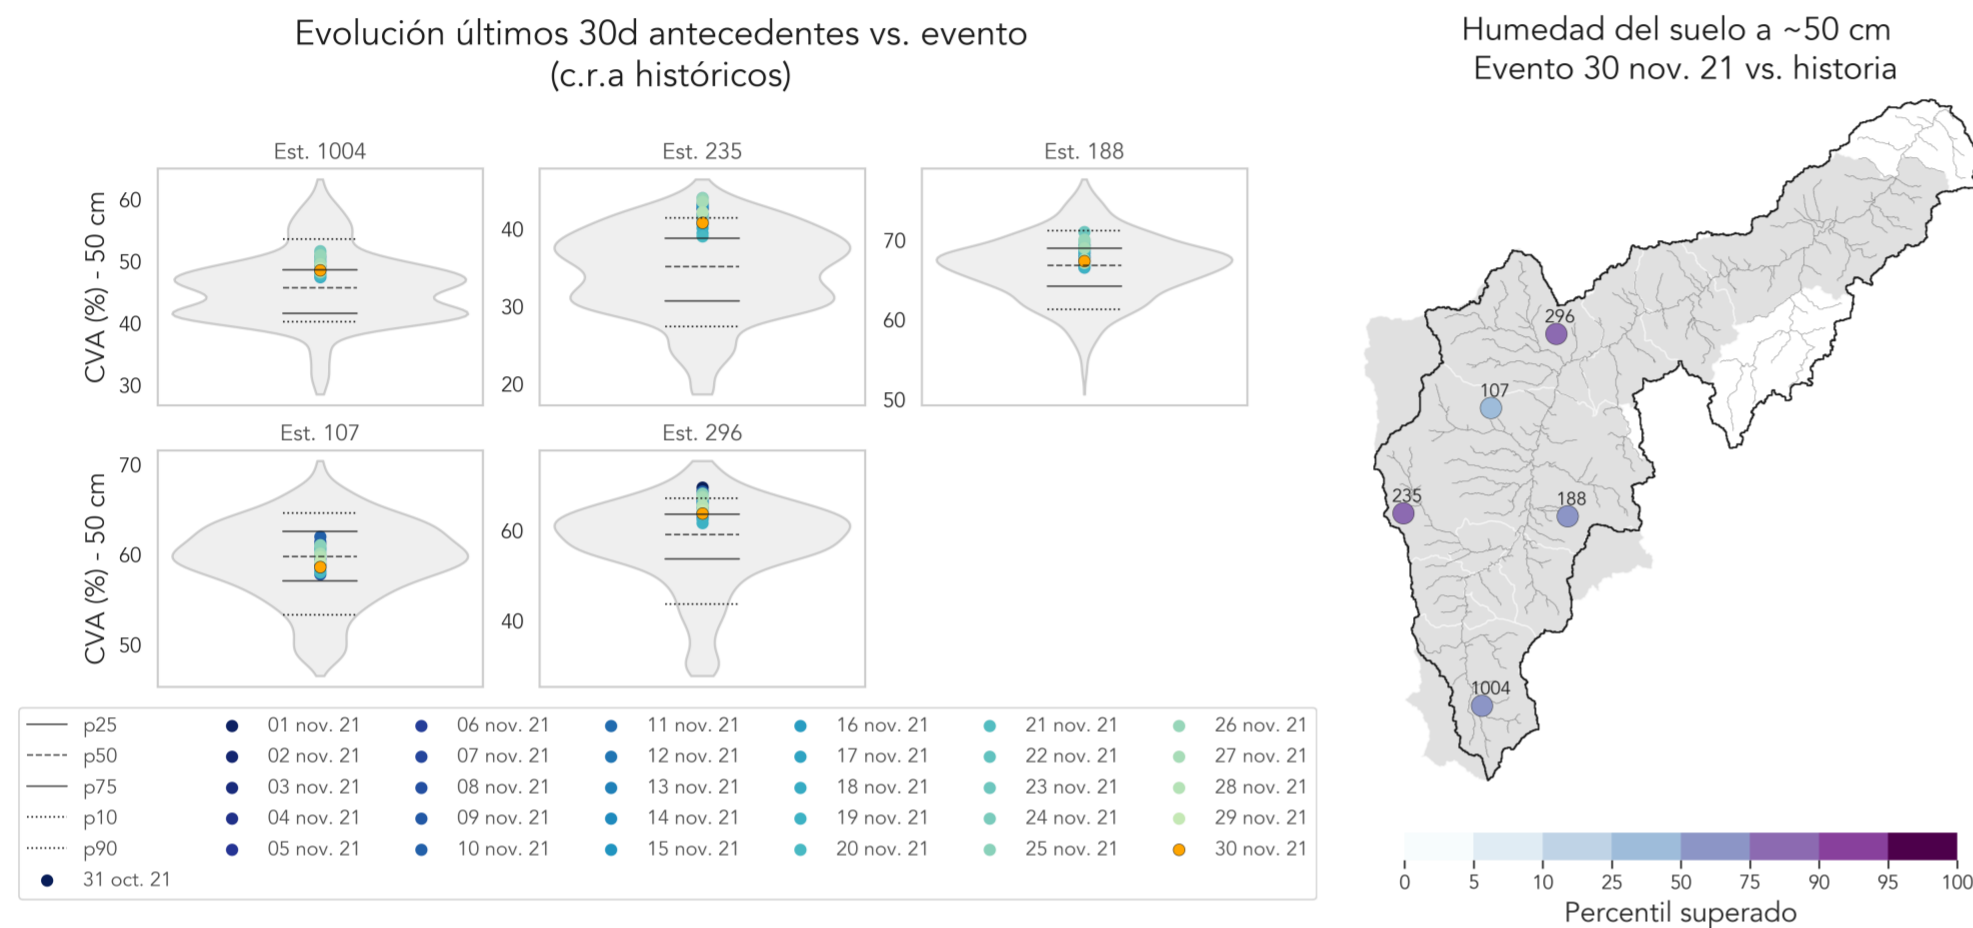 Evolución últimos 30d antecedentes vs. evento
(c.r.a históricos)
Humedad del suelo a ~50 cm
Evento 30 nov. 21 vs. historia
Est. 1004
Est. 235
Est. 188
CVA (%) - 50 cm
60
50
40
30
40
30
20
70
60
50
Est. 107
Est. 296
CVA (%) - 50 cm
70
60
50
60
40
296
107
235
188
1004
p25
p50
p75
p10
p90
31 oct. 21
01 nov. 21
02 nov. 21
03 nov. 21
04 nov. 21
05 nov. 21
06 nov. 21
07 nov. 21
08 nov. 21
09 nov. 21
10 nov. 21
11 nov. 21
12 nov. 21
13 nov. 21
14 nov. 21
15 nov. 21
16 nov. 21
17 nov. 21
18 nov. 21
19 nov. 21
20 nov. 21
21 nov. 21
22 nov. 21
23 nov. 21
24 nov. 21
25 nov. 21
26 nov. 21
27 nov. 21
28 nov. 21
29 nov. 21
30 nov. 21
0 5 10 25 50 75 90 95 100
Percentil superado